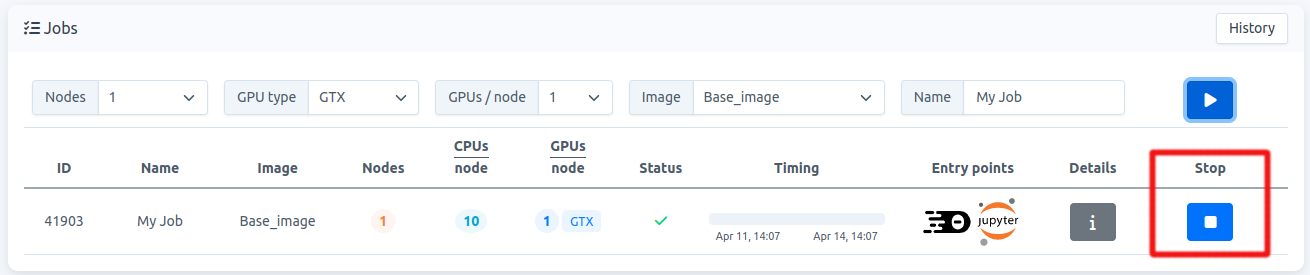 Jobs
History
Nodes 1 GPU type GTX GPUs / node 1 Image Base_image Name My Job
ID Name Image Nodes CPUs node GPUs node Status Timing Entry points Details Stop
41903 My Job Base_image 1 10 1 GTX Jupyter i
Apr 11, 14:07 Apr 14, 14:07